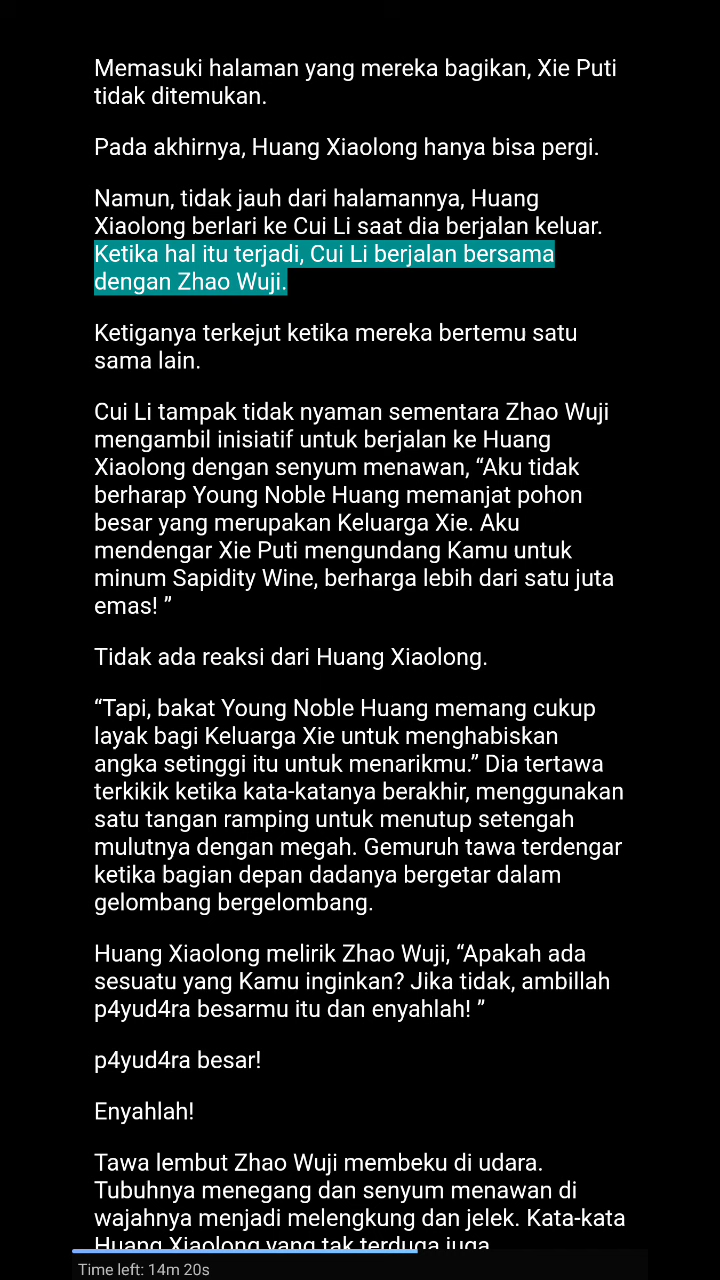 Memasuki halaman yang mereka bagikan, Xie Puti
tidak ditemukan.
Pada akhirnya, Huang Xiaolong hanya bisa pergi.
Namun, tidak jauh dari halamannya, Huang
Xiaolong berlari ke Cui Li saat dia berjalan keluar.
Ketika hal itu terjadi, Cui Li berjalan bersama
dengan Zhao Wuji.
Ketiganya terkejut ketika mereka bertemu satu
sama lain.
Cui Li tampak tidak nyaman sementara Zhao Wuji
mengambil inisiatif untuk berjalan ke Huang
Xiaolong dengan senyum menawan, “Aku tidak
berharap Young Noble Huang memanjat pohon
besar yang merupakan Keluarga Xie. Aku
mendengar Xie Puti mengundang Kamu untuk
minum Sapidity Wine, berharga lebih dari satu juta
emas! ”
Tidak ada reaksi dari Huang Xiaolong.
“Tapi, bakat Young Noble Huang memang cukup
layak bagi Keluarga Xie untuk menghabiskan
angka setinggi itu untuk menarikmu.” Dia tertawa
terkikik ketika kata-katanya berakhir, menggunakan
satu tangan ramping untuk menutup setengah
mulutnya dengan megah. Gemuruh tawa terdengar
ketika bagian depan dadanya bergetar dalam
gelombang bergelombang.
Huang Xiaolong melirik Zhao Wuji, “Apakah ada
sesuatu yang Kamu inginkan? Jika tidak, ambillah
p4yud4ra besarmu itu dan enyahlah! ”
p4yud4ra besar!
Enyahlah!
Tawa lembut Zhao Wuji membeku di udara.
Tubuhnya menegang dan senyum menawan di
wajahnya menjadi melengkung dan jelek. Kata-kata
Huang Xiaolong yang tak terduga juga
Time left: 14m 20s